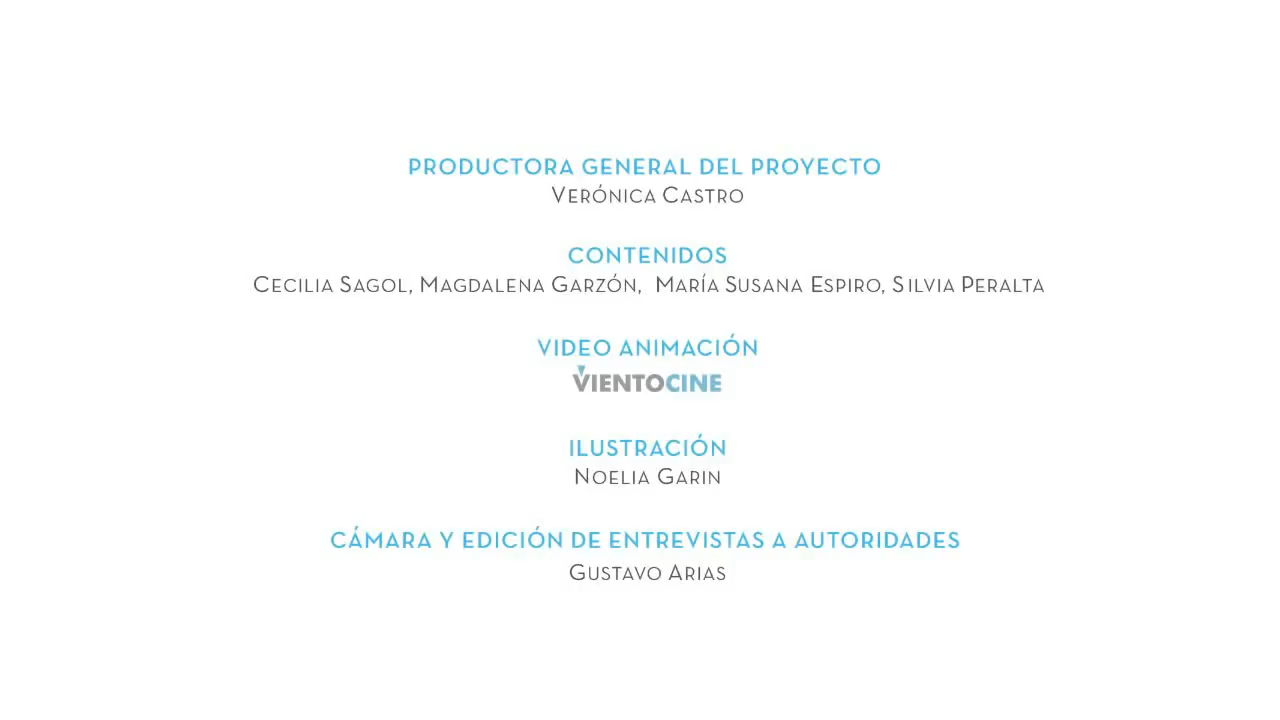 PRODUCTORA GENERAL DEL PROYECTO
VERÓNICA CASTRO
CONTENIDOS
CECILIA SAGOL, MAGDALENA GARZÓN, MARÍA SUSANA ESPIRO, SILVIA PERALTA
VIDEO ANIMACIÓN
VIENTOCINE
ILUSTRACIÓN
NOELIA GARIN
CÁMARA Y EDICIÓN DE ENTREVISTAS A AUTORIDADES
GUSTAVO ARIAS